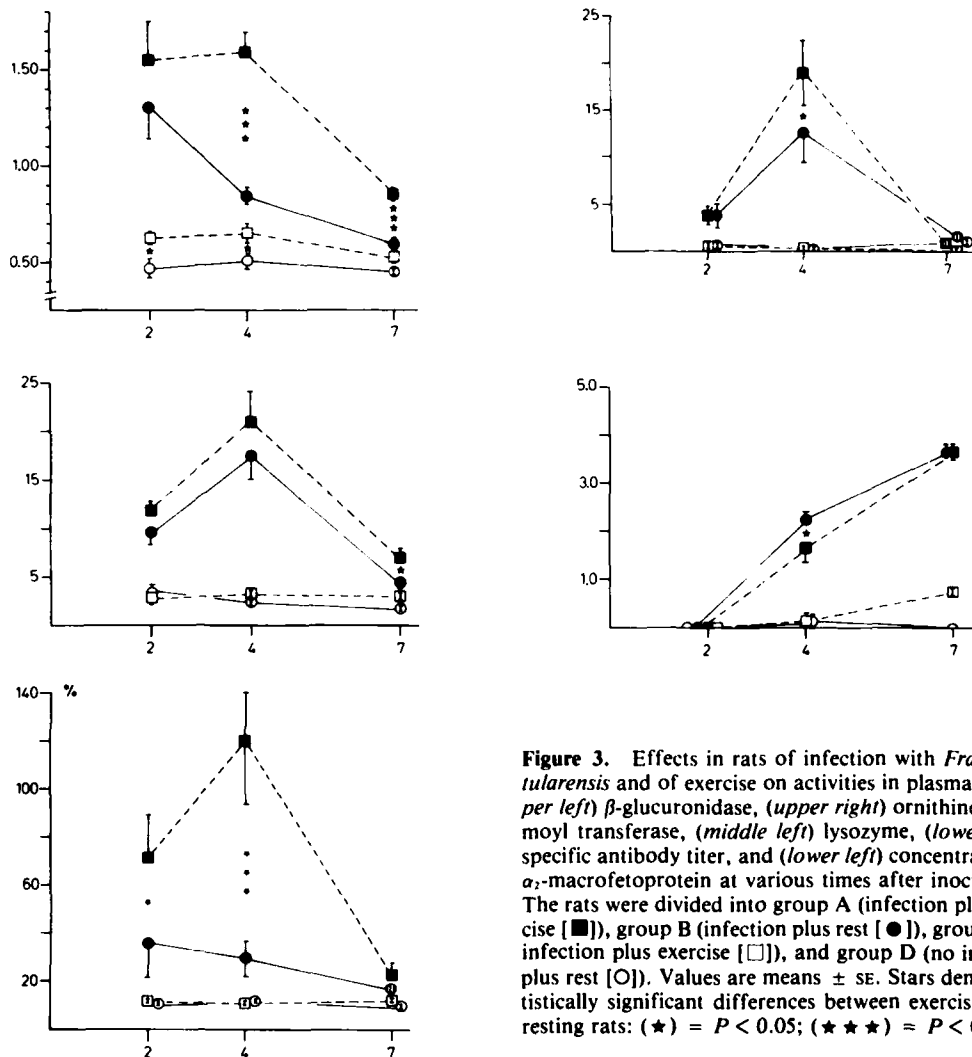 1.50
1.00
0.50
2 4 7
25
15
5
2 4 7
25
15
5
2 4 7
5.0
3.0
1.0
2 4 7
140 %
100
60
20
2 4 7
Figure 3. Effects in rats of infection with Fra
tularensis and of exercise on activities in plasma
per left) β-glucuronidase, (upper right) ornithine
moyl transferase, (middle left) lysozyme, (lowe
specific antibody titer, and (lower left) concentra
α₂-macrofetoprotein at various times after inoc
The rats were divided into group A (infection pl
cise [■]), group B (infection plus rest [●]), grou
infection plus exercise [□]), and group D (no in
plus rest [○]). Values are means ± SE. Stars den
tistically significant differences between exercis
resting rats: (★) = P < 0.05; (★ ★ ★) = P <